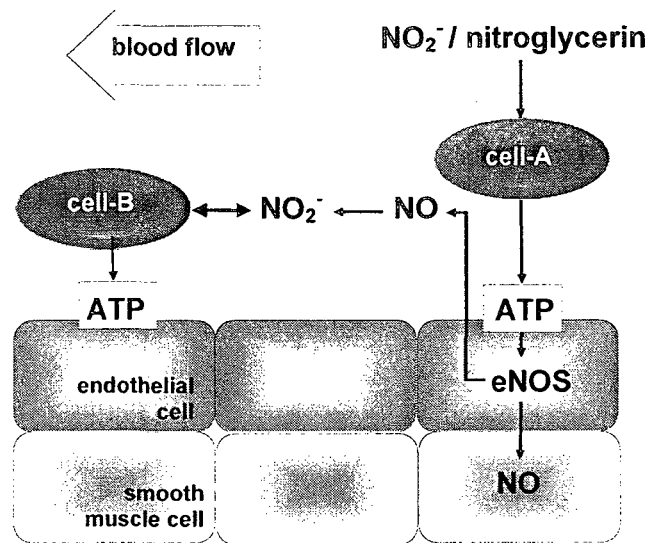 blood flow
NO₂⁻ / nitroglycerin
cell-A
cell-B
NO₂⁻
NO
ATP
ATP
endothelial
cell
eNOS
smooth
muscle cell
NO